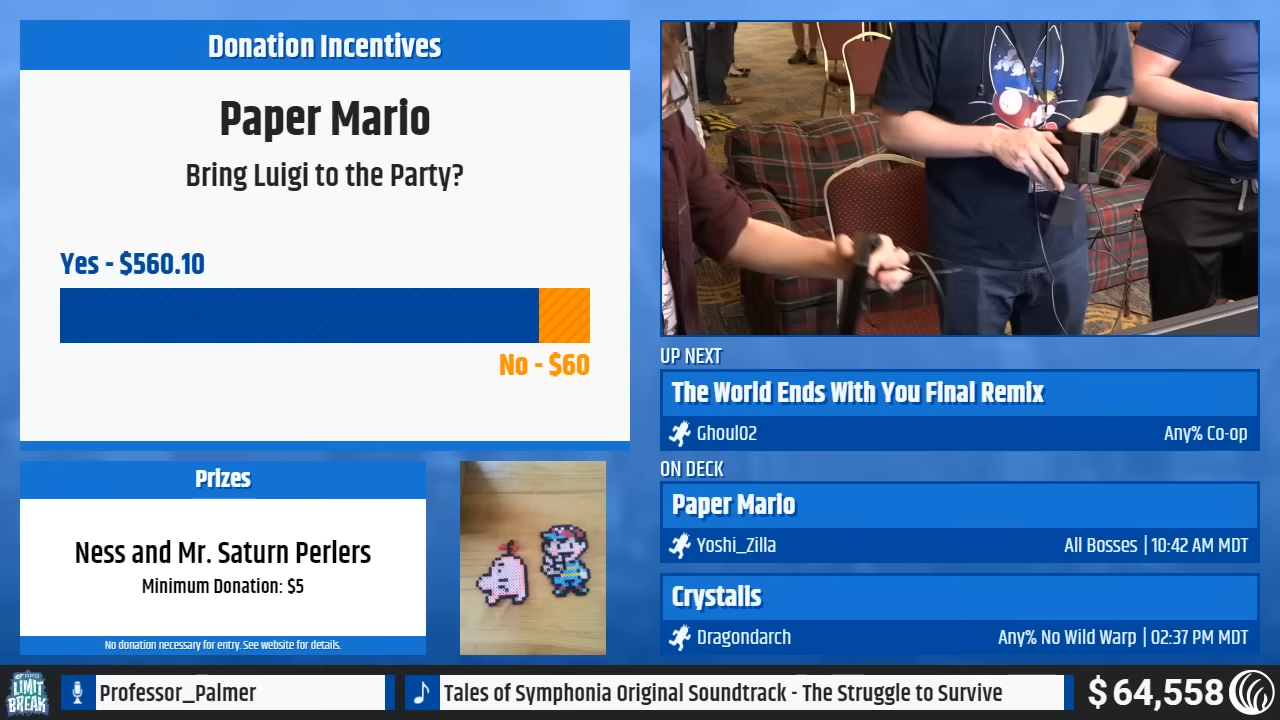 Donation Incentives
Paper Mario
Bring Luigi to the Party?
Yes - $560.10
No - $60
Prizes
Ness and Mr. Saturn Perlers
Minimum Donation: $5
No donation necessary for entry. See website for details.
UP NEXT
The World Ends With You Final Remix
Ghoul02
Any% Co-op
ON DECK
Paper Mario
Yoshi_Zilla
All Bosses | 10:42 AM MDT
Crystalis
Dragondarch
Any% No Wild Warp | 02:37 PM MDT
RPG
LIMIT
BREAK
Professor_Palmer
Tales of Symphonia Original Soundtrack - The Struggle to Survive
$ 64,558